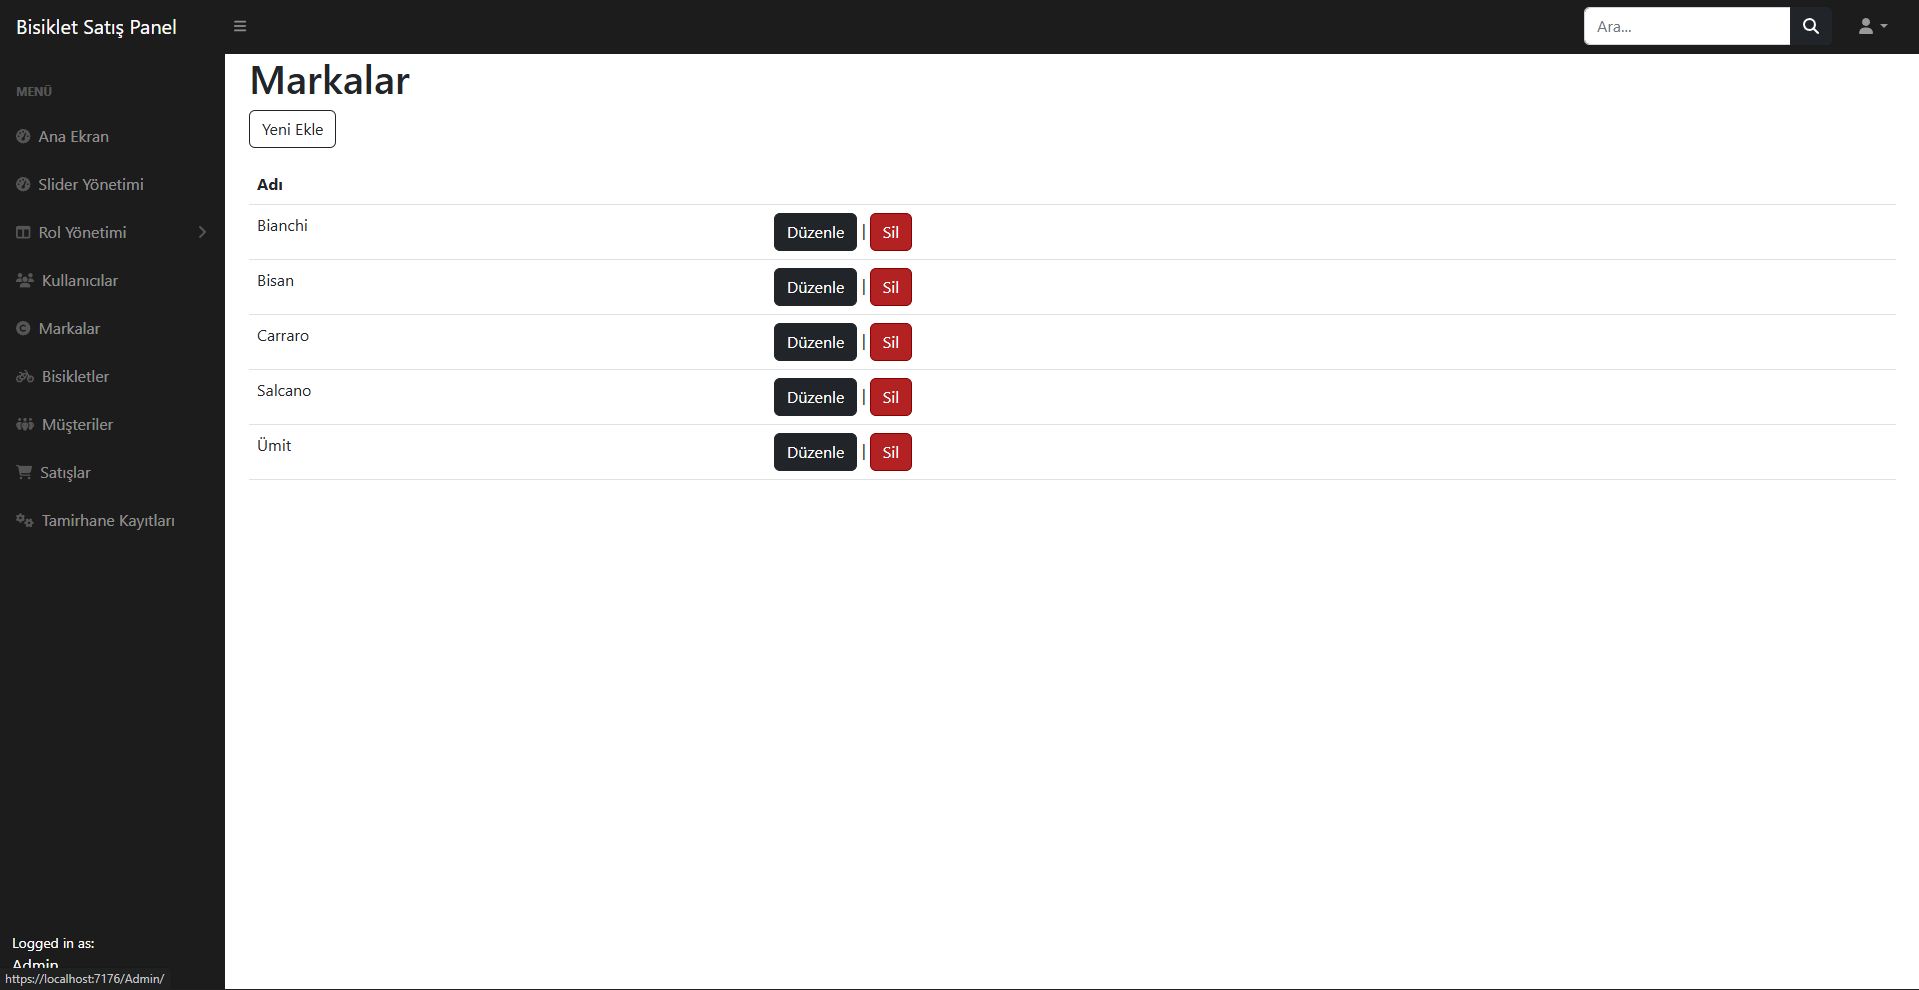 Bisiklet Satış Panel
Ara...
MENÜ
Ana Ekran
Slider Yönetimi
Rol Yönetimi
Kullanıcılar
Markalar
Bisikletler
Müşteriler
Satışlar
Tamirhane Kayıtları
Logged in as:
Admin
https://localhost:7176/Admin/
Markalar
Yeni Ekle
Adı
Bianchi Düzenle | Sil
Bisan Düzenle | Sil
Carraro Düzenle | Sil
Salcano Düzenle | Sil
Ümit Düzenle | Sil